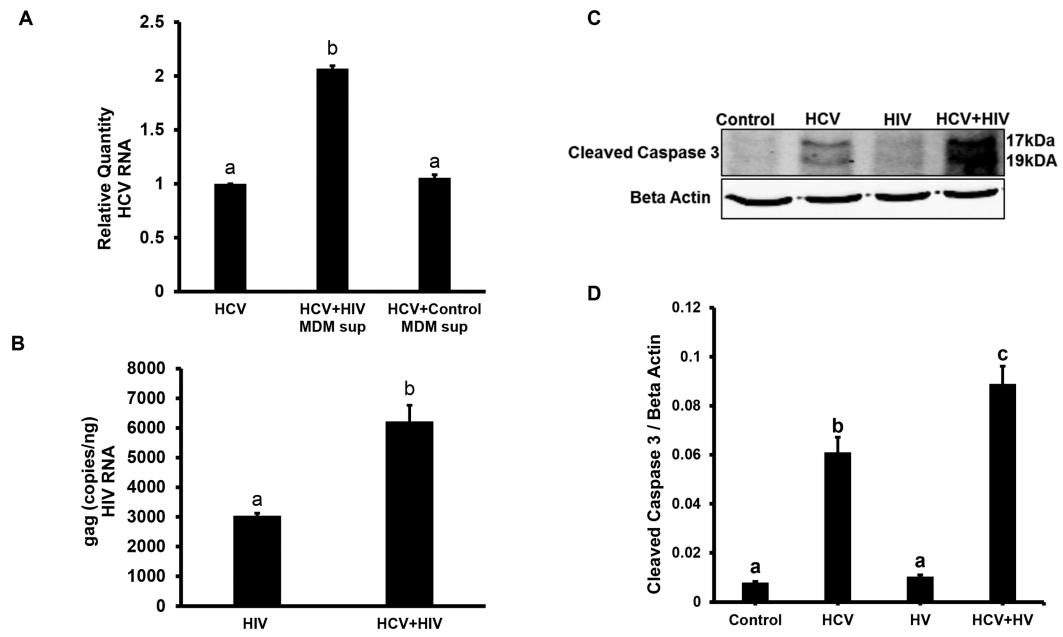 A
Relative Quantity
HCV RNA
2.5
2
1.5
1
0.5
0
a
b
a
HCV
HCV+HIV
MDM sup
HCV+Control
MDM sup
B
gag (copies/ng)
HIV RNA
8000
7000
6000
5000
4000
3000
2000
1000
0
a
b
HIV
HCV+HIV
C
Control
HCV
HIV
HCV+HIV
Cleaved Caspase 3
17kDa
19kDA
Beta Actin
D
Cleaved Caspase 3 / Beta Actin
0.12
0.1
0.08
0.06
0.04
0.02
0
a
b
a
c
Control
HCV
HV
HCV+HV